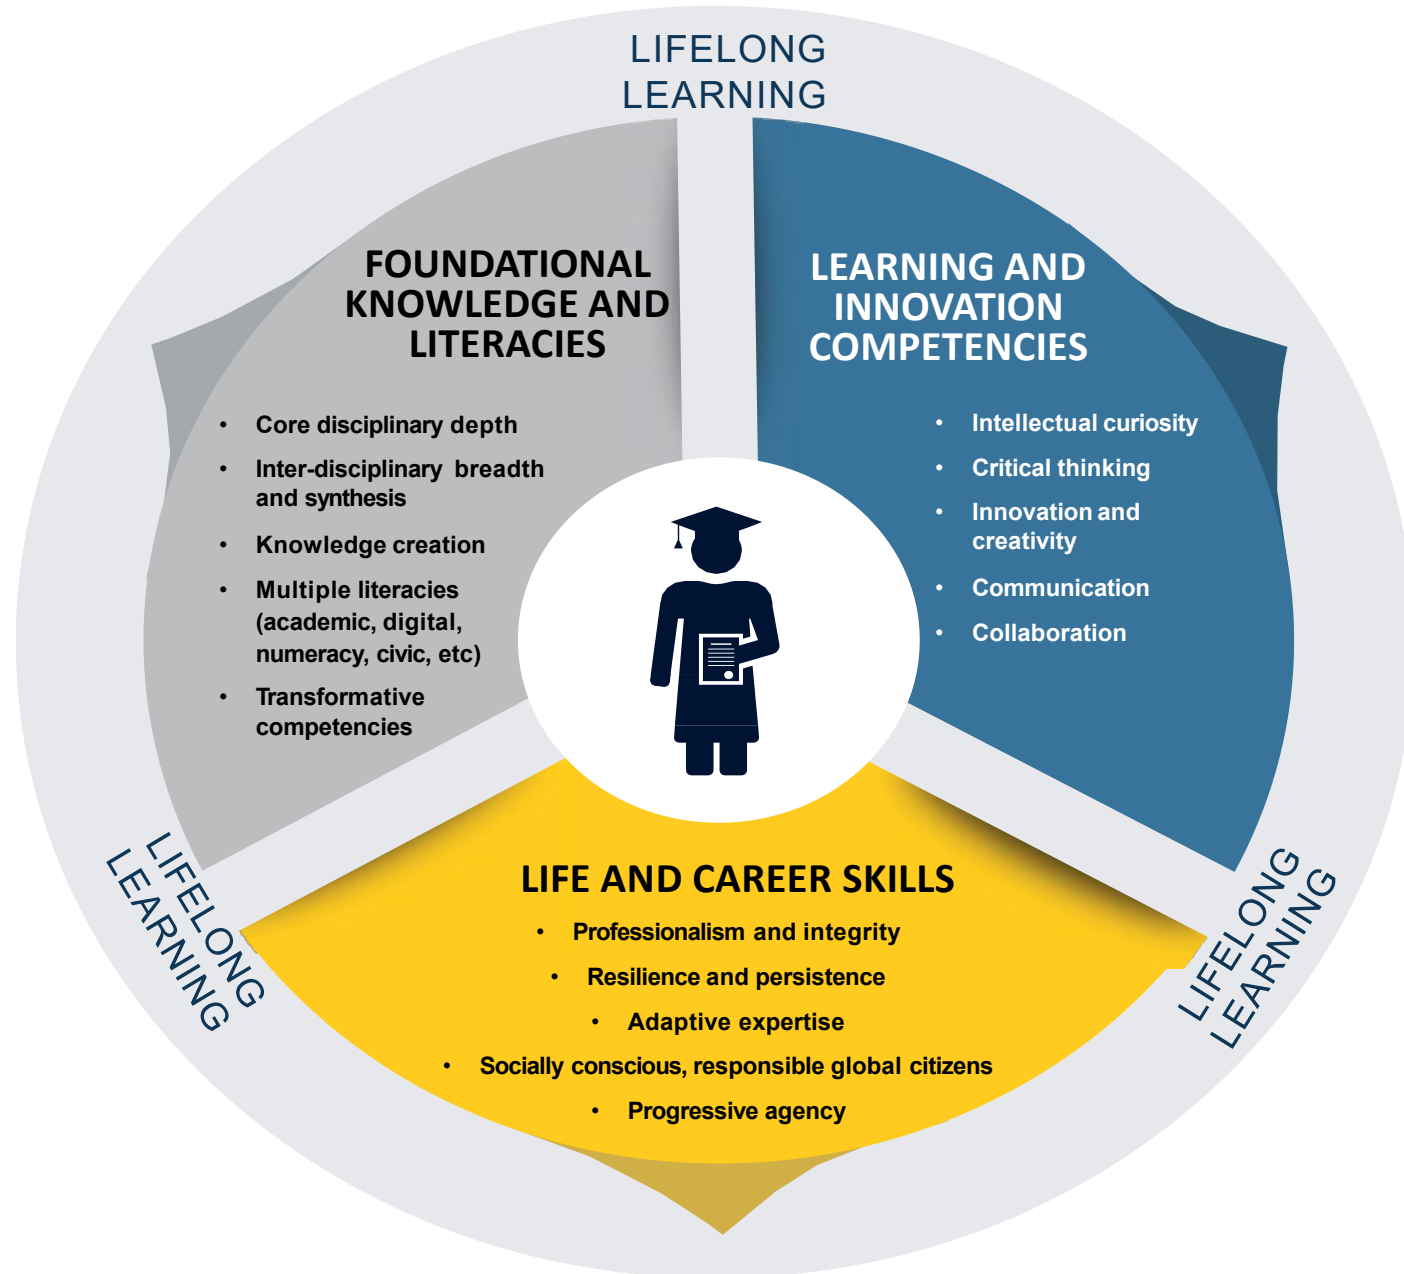 LIFELONG
LEARNING
FOUNDATIONAL
KNOWLEDGE AND
LITERACIES
• Core disciplinary depth
• Inter-disciplinary breadth
and synthesis
• Knowledge creation
• Multiple literacies
(academic, digital,
numeracy, civic, etc)
• Transformative
competencies
LEARNING AND
INNOVATION
COMPETENCIES
• Intellectual curiosity
• Critical thinking
• Innovation and
creativity
• Communication
• Collaboration
LIFE AND CAREER SKILLS
• Professionalism and integrity
• Resilience and persistence
• Adaptive expertise
• Socially conscious, responsible global citizens
• Progressive agency
LIFELONG
LEARNING
LIFELONG
LEARNING